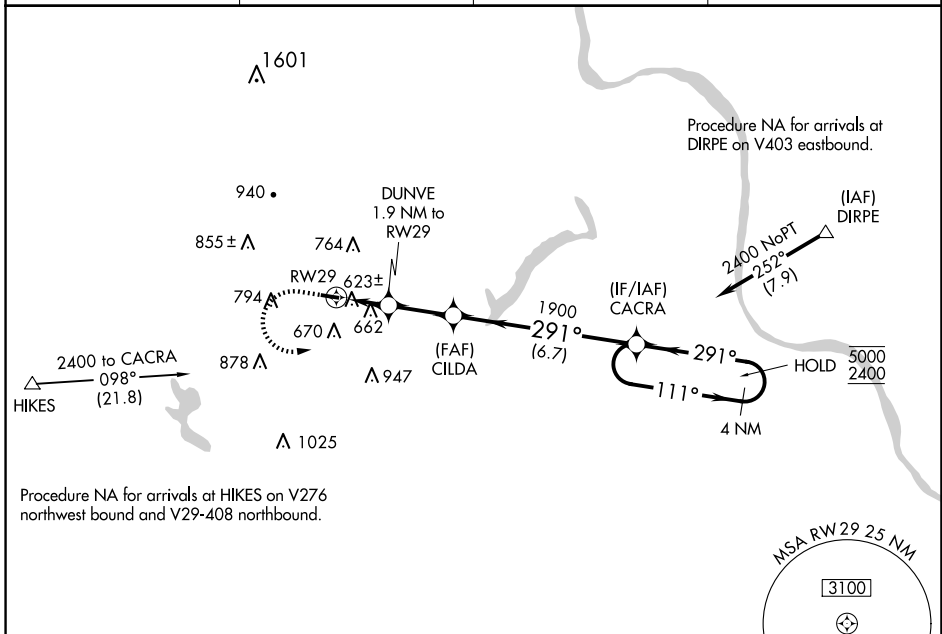 1601
Procedure NA for arrivals at
DIRPE on V403 eastbound.
940
DUNVE
1.9 NM to
RW29
(IAF)
DIRPE
855±
764
2400 NoPT
252°
(7.9)
RW29
623±
794
670
662
(IF/IAF)
CACRA
1900
291°
(6.7)
(FAF)
CILDA
291°
HOLD
5000
2400
111°
4 NM
2400 to CACRA
098°
(21.8)
HIKES
878
947
1025
Procedure NA for arrivals at HIKES on V276
northwest bound and V29-408 northbound.
MSA RW29 25 NM
3100